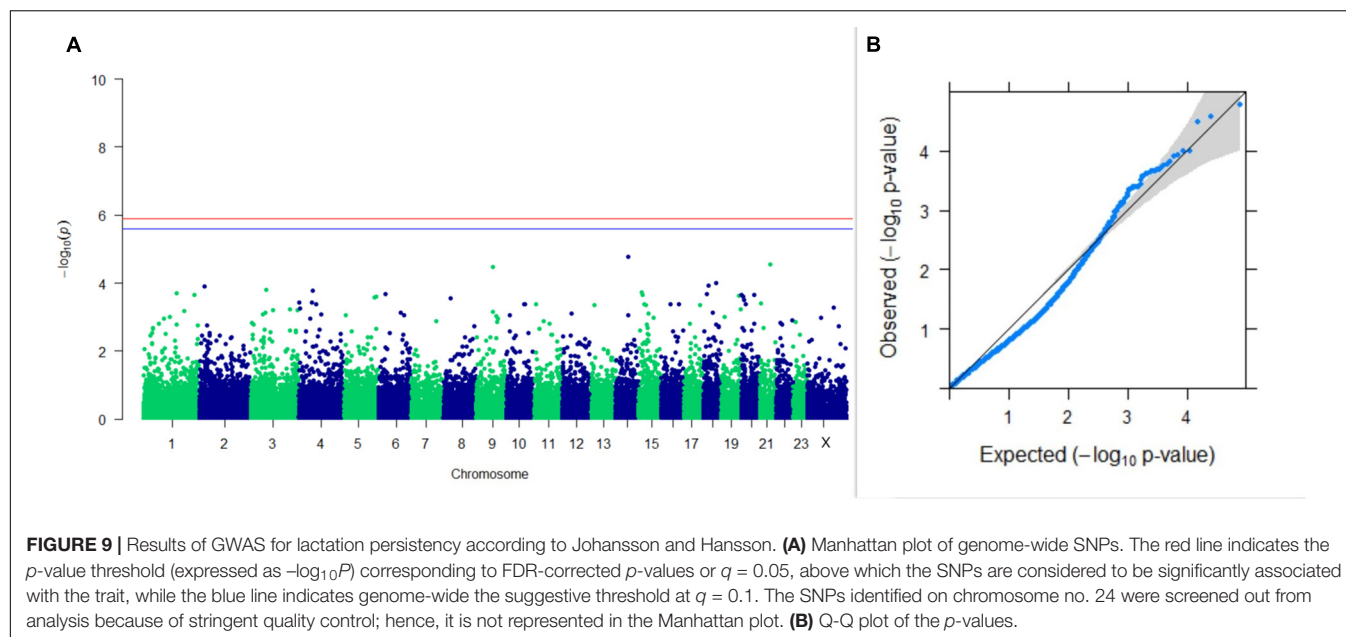 A
10
8
6
4
2
0
−log10(p)
1 2 3 4 5 6 7 8 9 10 11 12 13 15 17 19 21 23 X
Chromosome
B
Observed (−log10 p-value)
4
3
2
1
1 2 3 4
Expected (−log10 p-value)
FIGURE 9 | Results of GWAS for lactation persistency according to Johansson and Hansson. (A) Manhattan plot of genome-wide SNPs. The red line indicates the
p-value threshold (expressed as –log10P) corresponding to FDR-corrected p-values or q = 0.05, above which the SNPs are considered to be significantly associated
with the trait, while the blue line indicates genome-wide the suggestive threshold at q = 0.1. The SNPs identified on chromosome no. 24 were screened out from
analysis because of stringent quality control; hence, it is not represented in the Manhattan plot. (B) Q-Q plot of the p-values.